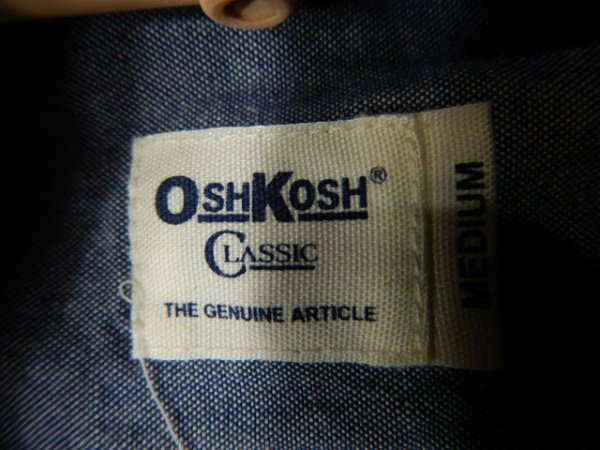 OSHKOSH®
CLASSIC
THE GENUINE ARTICLE
MEDIUM